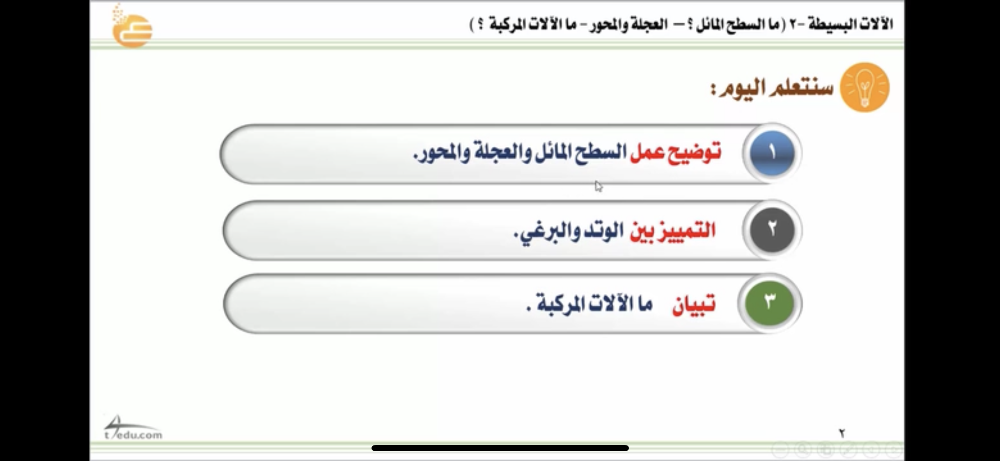 الآلات البسيطة -٢ (ما السطح المائل ؟ – العجلة والمحور - ما الآلات المركبة ؟ )
سنتعلم اليوم :
١
توضيح عمل السطح المائل والعجلة والمحور.
٢
التمييز بين الوتد والبرغي.
٣
تبيان ما الآلات المركبة .
t4edu.com
٢